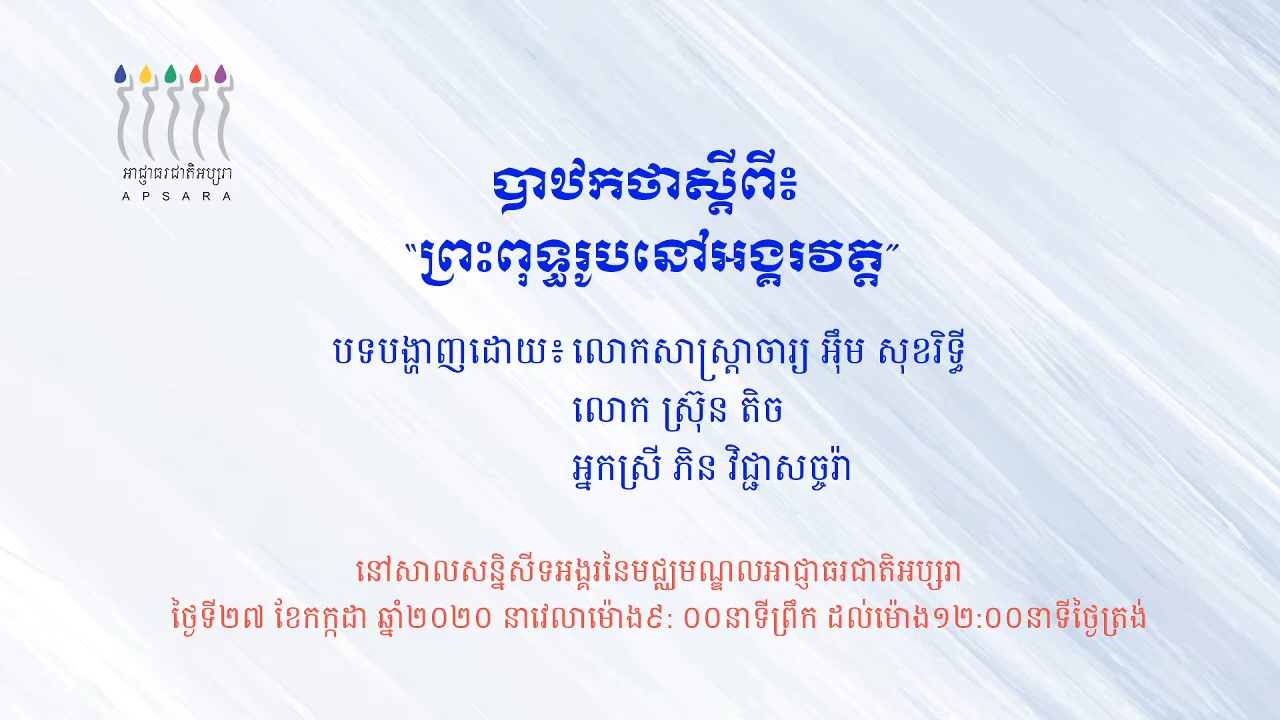 អាជ្ញាធរជាតិអប្សរា
APSARA
បាឋកថាស្តីពី៖
“ព្រះពុទ្ធរូបនៅអង្គរវត្ត”
បទបង្ហាញដោយ៖ លោកសាស្ត្រាចារ្យ អ៊ឹម សុខរិទ្ធី
លោក ស្រ៊ុន តិច
អ្នកស្រី ភិន វិជ្ជាសច្ចរ៉ា
នៅសាលសន្និសីទអង្គរនៃមជ្ឈមណ្ឌលអាជ្ញាធរជាតិអប្សរា
ថ្ងៃទី២៧ ខែកក្កដា ឆ្នាំ២០២០ នាវេលាម៉ោង៩: ០០នាទីព្រឹក ដល់ម៉ោង១២:០០នាទីថ្ងៃត្រង់